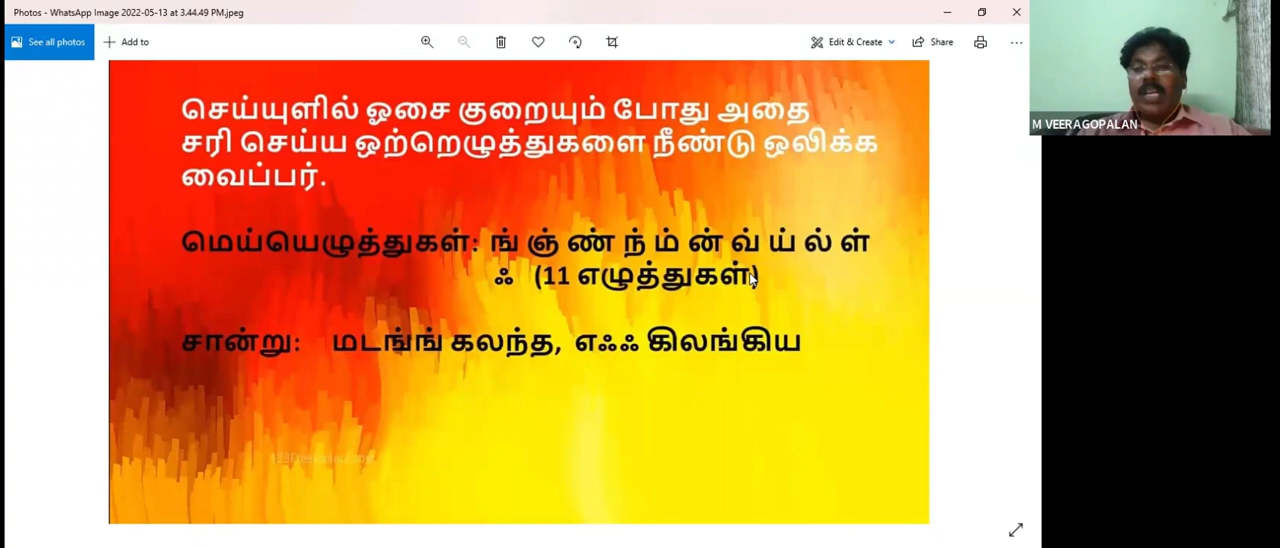 Photos - WhatsApp Image 2022-05-13 at 3.44.49 PM.jpeg
See all photos
Add to
Edit & Create
Share
M VEERAGOPALAN
செய்யுளில் ஓசை குறையும் போது அதை
சரி செய்ய ஒற்றெழுத்துகளை நீண்டு ஒலிக்க
வைப்பர்.
மெய்யெழுத்துகள்: ங் ஞ் ண் ந் ம் ன் வ் ய் ல் ள்
ஃ (11 எழுத்துகள்)
சான்று: மடங்ங் கலந்த, எஃஃ கிலங்கிய